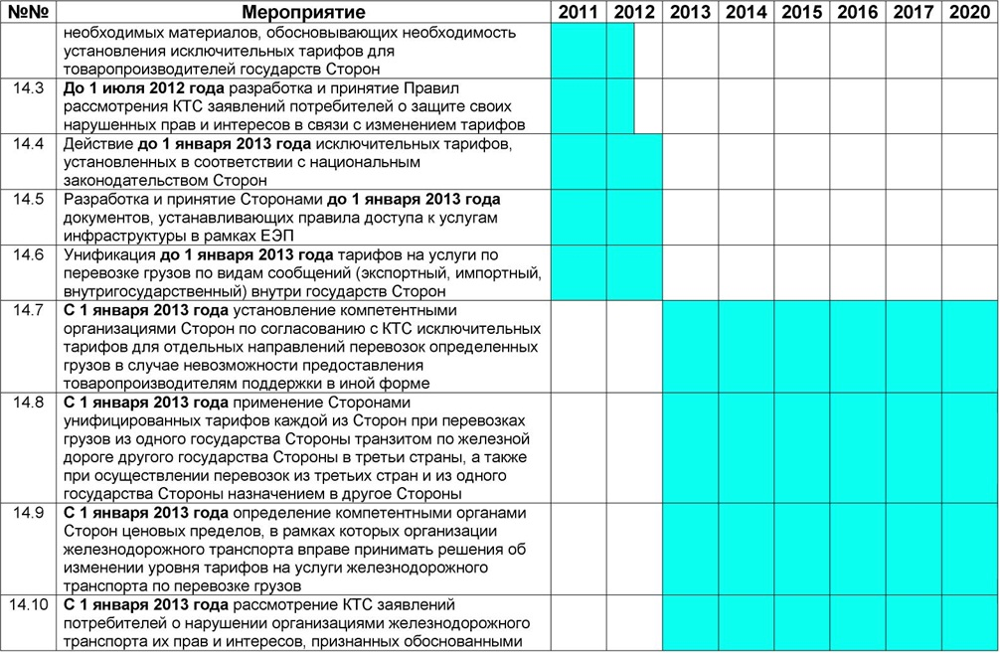 №№ Мероприятие 2011 2012 2013 2014 2015 2016 2017 2020
необходимых материалов, обосновывающих необходимость
установления исключительных тарифов для
товаропроизводителей государств Сторон
14.3 До 1 июля 2012 года разработка и принятие Правил
рассмотрения КТС заявлений потребителей о защите своих
нарушенных прав и интересов в связи с изменением тарифов
14.4 Действие до 1 января 2013 года исключительных тарифов,
установленных в соответствии с национальным
законодательством Сторон
14.5 Разработка и принятие Сторонами до 1 января 2013 года
документов, устанавливающих правила доступа к услугам
инфраструктуры в рамках ЕЭП
14.6 Унификация до 1 января 2013 года тарифов на услуги по
перевозке грузов по видам сообщений (экспортный, импортный,
внутригосударственный) внутри государств Сторон
14.7 С 1 января 2013 года установление компетентными
организациями Сторон по согласованию с КТС исключительных
тарифов для отдельных направлений перевозок определенных
грузов в случае невозможности предоставления
товаропроизводителям поддержки в иной форме
14.8 С 1 января 2013 года применение Сторонами
унифицированных тарифов каждой из Сторон при перевозках
грузов из одного государства Стороны транзитом по железной
дороге другого государства Стороны в третьи страны, а также
при осуществлении перевозок из третьих стран и из одного
государства Стороны назначением в другое Стороны
14.9 С 1 января 2013 года определение компетентными органами
Сторон ценовых пределов, в рамках которых организации
железнодорожного транспорта вправе принимать решения об
изменении уровня тарифов на услуги железнодорожного
транспорта по перевозке грузов
14.10 С 1 января 2013 года рассмотрение КТС заявлений
потребителей о нарушении организациями железнодорожного
транспорта их прав и интересов, признанных обоснованными